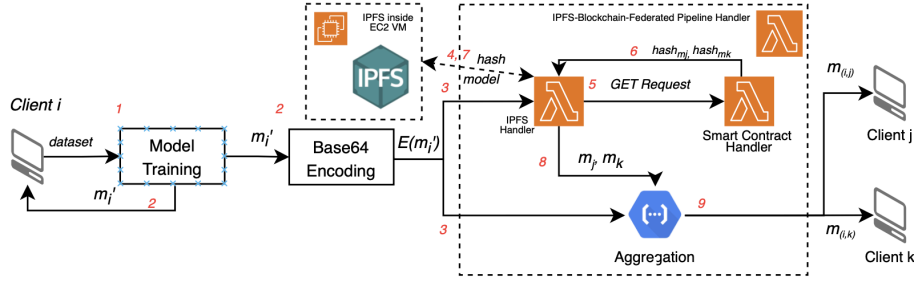 IPFS inside
EC2 VM
IPFS
IPFS-Blockchain-Federated Pipeline Handler
4, 7
hash
model
6
hash_mj, hash_mk
Client i
1
2
3
5
GET Request
dataset
Model
Training
m_i'
Base64
Encoding
E(m_i')
IPFS
Handler
Smart Contract
Handler
m_(i,j)
Client j
m_i'
2
8
m_j, m_k
3
9
m_(i,k)
Aggregation
Client k